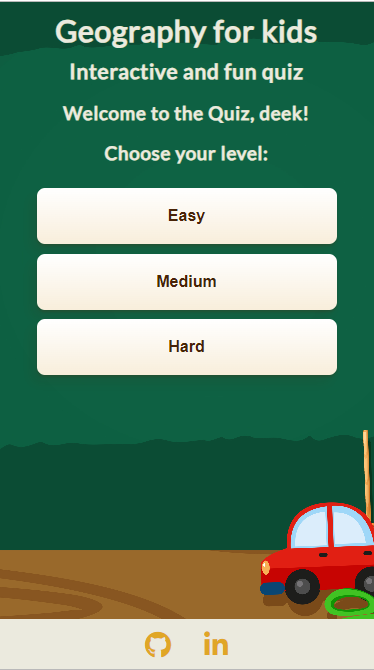 Geography for kids
Interactive and fun quiz
Welcome to the Quiz, deek!
Choose your level:
Easy
Medium
Hard
in